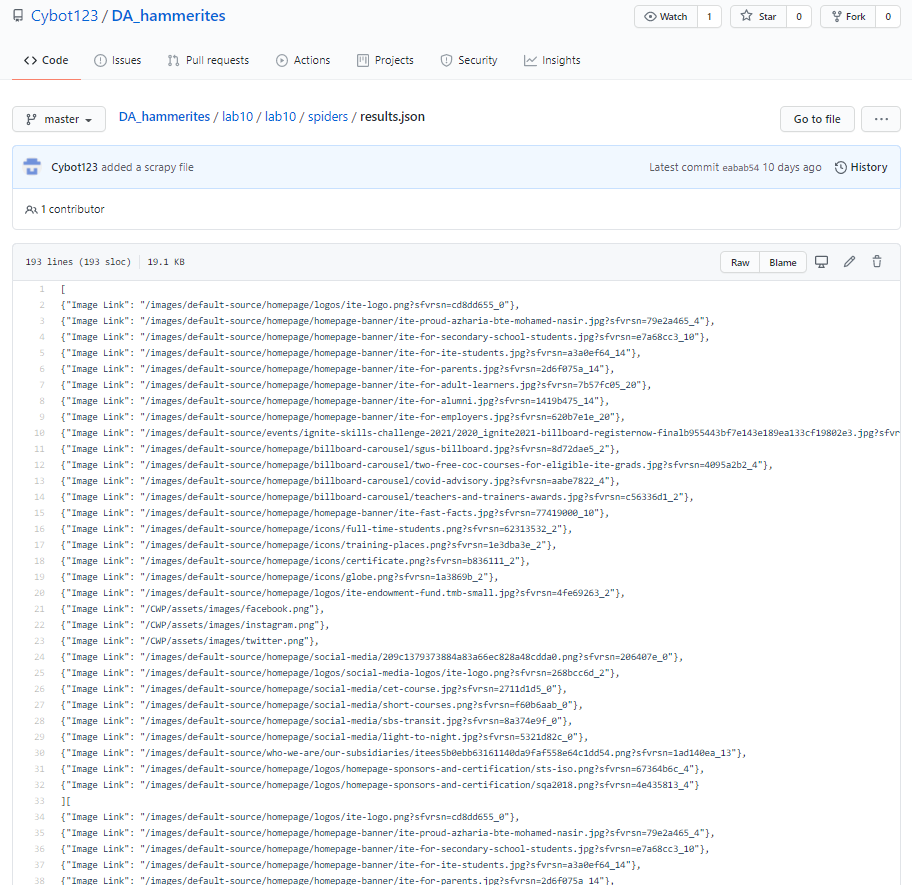 Cybot123 / DA_hammerites
Watch 1 Star 0 Fork 0
Code Issues Pull requests Actions Projects Security Insights
master DA_hammerites / lab10 / lab10 / spiders / results.json Go to file ...
Cybot123 added a scrapy file Latest commit eabab54 10 days ago History
1 contributor
193 lines (193 sloc) 19.1 KB Raw Blame
1 [
2 {"Image Link": "/images/default-source/homepage/logos/ite-logo.png?sfvrsn=cd8dd655_0"},
3 {"Image Link": "/images/default-source/homepage/homepage-banner/ite-proud-azharia-bte-mohamed-nasir.jpg?sfvrsn=79e2a465_4"},
4 {"Image Link": "/images/default-source/homepage/homepage-banner/ite-for-secondary-school-students.jpg?sfvrsn=e7a68cc3_10"},
5 {"Image Link": "/images/default-source/homepage/homepage-banner/ite-for-ite-students.jpg?sfvrsn=a3a0ef64_14"},
6 {"Image Link": "/images/default-source/homepage/homepage-banner/ite-for-parents.jpg?sfvrsn=2d6f075a_14"},
7 {"Image Link": "/images/default-source/homepage/homepage-banner/ite-for-adult-learners.jpg?sfvrsn=7b57fc05_20"},
8 {"Image Link": "/images/default-source/homepage/homepage-banner/ite-for-alumni.jpg?sfvrsn=1419b475_14"},
9 {"Image Link": "/images/default-source/homepage/homepage-banner/ite-for-employers.jpg?sfvrsn=620b7e1e_20"},
10 {"Image Link": "/images/default-source/events/ignite-skills-challenge-2021/2020_ignite2021-billboard-registernow-finalb955443bf7e143e189ea133cf19802e3.jpg?sfvr
11 {"Image Link": "/images/default-source/homepage/billboard-carousel/sgus-billboard.jpg?sfvrsn=8d72dae5_2"},
12 {"Image Link": "/images/default-source/homepage/billboard-carousel/two-free-coc-courses-for-eligible-ite-grads.jpg?sfvrsn=4095a2b2_4"},
13 {"Image Link": "/images/default-source/homepage/billboard-carousel/covid-advisory.jpg?sfvrsn=aabe7822_4"},
14 {"Image Link": "/images/default-source/homepage/billboard-carousel/teachers-and-trainers-awards.jpg?sfvrsn=c56336d1_2"},
15 {"Image Link": "/images/default-source/homepage/homepage-banner/ite-fast-facts.jpg?sfvrsn=77419000_10"},
16 {"Image Link": "/images/default-source/homepage/icons/full-time-students.png?sfvrsn=62313532_2"},
17 {"Image Link": "/images/default-source/homepage/icons/training-places.png?sfvrsn=1e3dba3e_2"},
18 {"Image Link": "/images/default-source/homepage/icons/certificate.png?sfvrsn=b836111_2"},
19 {"Image Link": "/images/default-source/homepage/icons/globe.png?sfvrsn=1a3869b_2"},
20 {"Image Link": "/images/default-source/homepage/logos/ite-endowment-fund.tmb-small.jpg?sfvrsn=4fe69263_2"},
21 {"Image Link": "/CWP/assets/images/facebook.png"},
22 {"Image Link": "/CWP/assets/images/instagram.png"},
23 {"Image Link": "/CWP/assets/images/twitter.png"},
24 {"Image Link": "/images/default-source/homepage/social-media/209c1379373884a83a66ec828a48cdda0.png?sfvrsn=206407e_0"},
25 {"Image Link": "/images/default-source/homepage/logos/social-media-logos/ite-logo.png?sfvrsn=268bcc6d_2"},
26 {"Image Link": "/images/default-source/homepage/social-media/cet-course.jpg?sfvrsn=2711d1d5_0"},
27 {"Image Link": "/images/default-source/homepage/social-media/short-courses.png?sfvrsn=f60b6aab_0"},
28 {"Image Link": "/images/default-source/homepage/social-media/sbs-transit.jpg?sfvrsn=8a374e9f_0"},
29 {"Image Link": "/images/default-source/homepage/social-media/light-to-night.jpg?sfvrsn=5321d82c_0"},
30 {"Image Link": "/images/default-source/who-we-are/our-subsidiaries/itees5b0ebb63161140da9faf558e64c1dd54.png?sfvrsn=1ad140ea_13"},
31 {"Image Link": "/images/default-source/homepage/logos/homepage-sponsors-and-certification/sts-iso.png?sfvrsn=67364b6c_4"},
32 {"Image Link": "/images/default-source/homepage/logos/homepage-sponsors-and-certification/sqa2018.png?sfvrsn=4e435813_4"}
33 ][
34 {"Image Link": "/images/default-source/homepage/logos/ite-logo.png?sfvrsn=cd8dd655_0"},
35 {"Image Link": "/images/default-source/homepage/homepage-banner/ite-proud-azharia-bte-mohamed-nasir.jpg?sfvrsn=79e2a465_4"},
36 {"Image Link": "/images/default-source/homepage/homepage-banner/ite-for-secondary-school-students.jpg?sfvrsn=e7a68cc3_10"},
37 {"Image Link": "/images/default-source/homepage/homepage-banner/ite-for-ite-students.jpg?sfvrsn=a3a0ef64_14"},
38 {"Image Link": "/images/default-source/homepage/homepage-banner/ite-for-parents.jpg?sfvrsn=2d6f075a_14"},